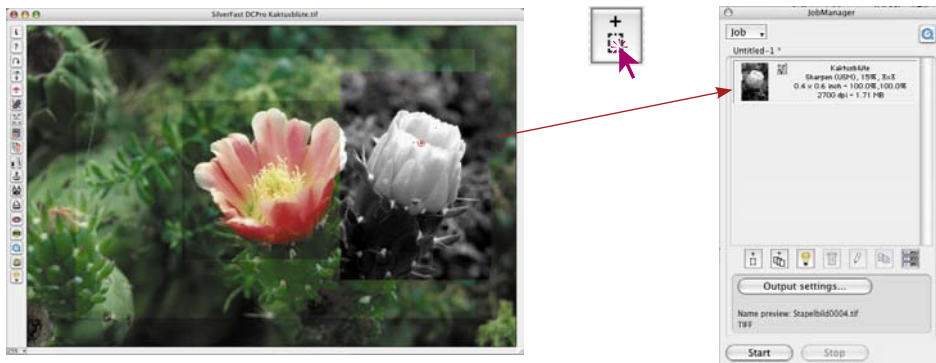 SilverFast DCPro Kaktusblüte.tif
JobManager
Job
Untitled-1 *
Kaktusblüte
Sharpen (USM), 15%, 3x3
0.4 x 0.6 inch - 100.0%,100.0%
2700 dpi - 1.71 MB
Output settings...
Name preview: Stapelbild0004.tif
TIFF
Start
Stop